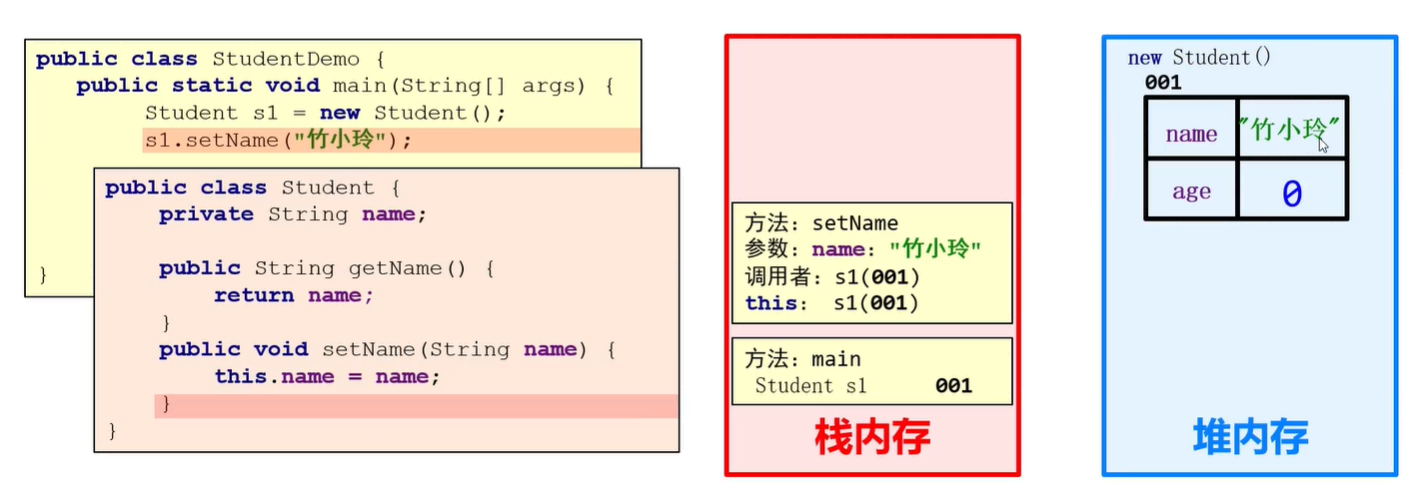 public class StudentDemo {
public static void main(String[] args) {
Student s1 = new Student();
s1.setName("竹小玲");
}
public class Student {
private String name;
public String getName() {
return name;
}
public void setName(String name) {
this.name = name;
}
}
方法: setName
参数: name: "竹小玲"
调用者: s1(001)
this: s1(001)
方法: main
Student s1 001
栈内存
new Student()
001
name "竹小玲"
age 0
堆内存